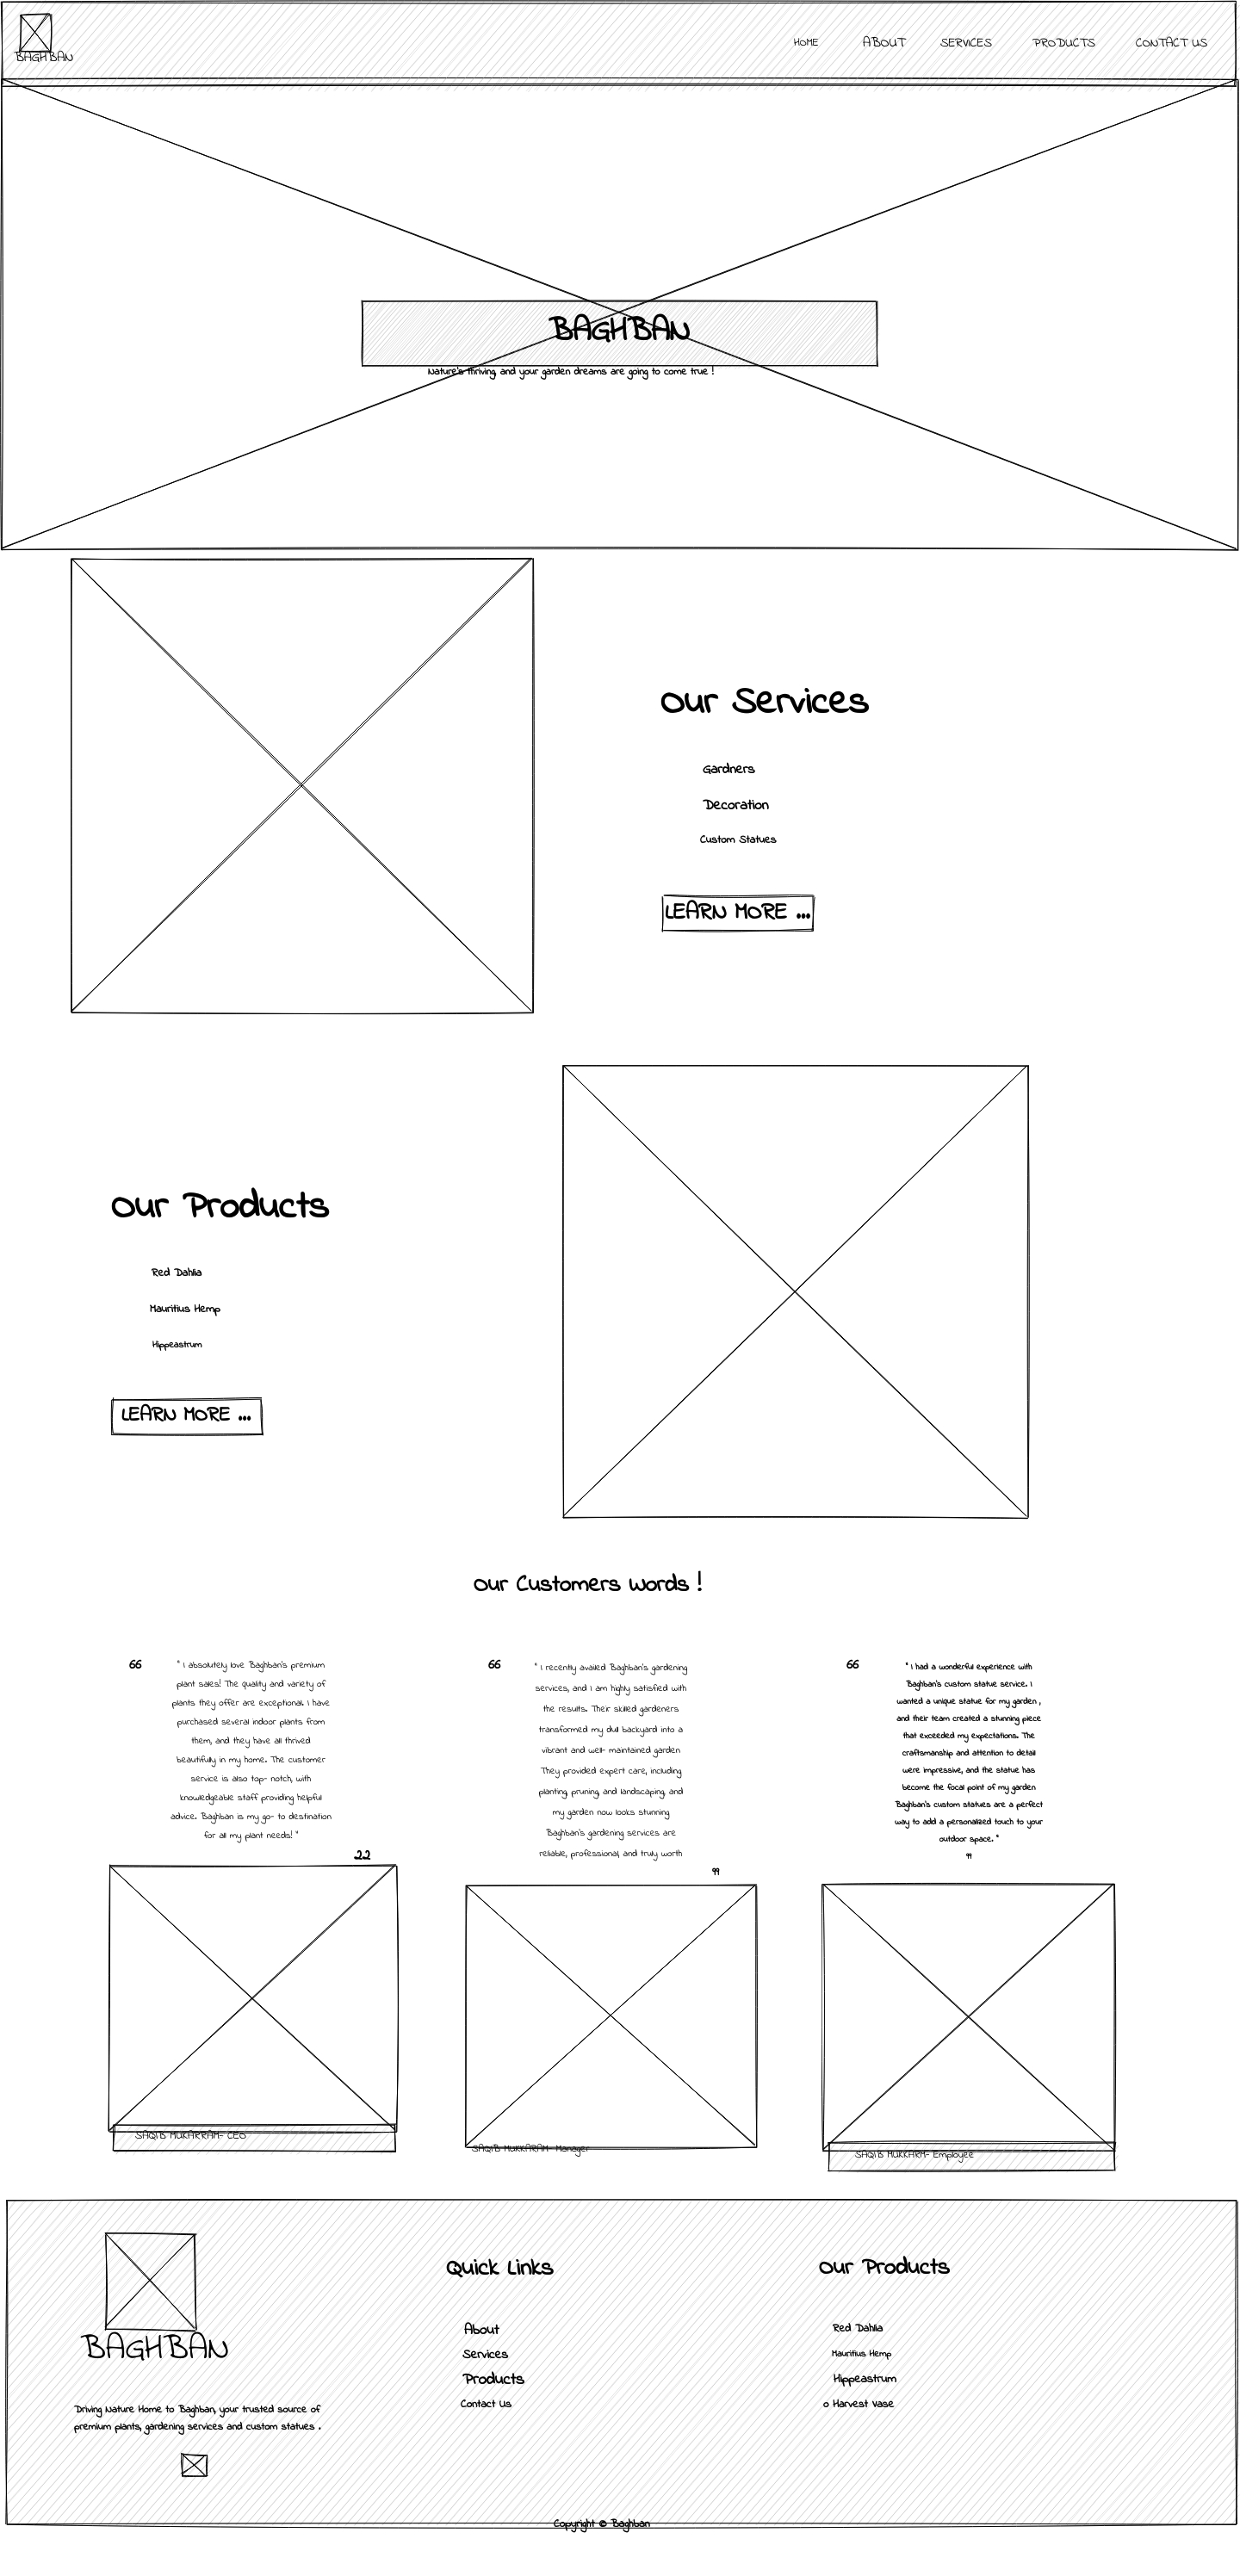 BAGHBAN
HOME ABOUT SERVICES PRODUCTS CONTACT US
BAGHBAN
Nature's thriving, and your garden dreams are going to come true !
Our Services
Gardners
Decoration
Custom Statues
LEARN MORE ...
Our Products
Red Dahlia
Mauritius Hemp
Hippeastrum
LEARN MORE ...
Our Customers Words !
66
" I absolutely love Baghban's premium
plant sales! The quality and variety of
plants they offer are exceptional. I have
purchased several indoor plants from
them, and they have all thrived
beautifully in my home. The customer
service is also top- notch, with
knowledgeable staff providing helpful
advice. Baghban is my go- to destination
for all my plant needs! "
22
SAQIB MUKARRAM- CEO
66
" I recently availed Baghban's gardening
services, and I am highly satisfied with
the results. Their skilled gardeners
transformed my dull backyard into a
vibrant and well- maintained garden
They provided expert care, including
planting, pruning, and landscaping, and
my garden now looks stunning
Baghban's gardening services are
reliable, professional, and truly worth
99
SAQIB MUKKARAM- Manager
66
" I had a wonderful experience with
Baghban's custom statue service. I
wanted a unique statue for my garden ,
and their team created a stunning piece
that exceeded my expectations. The
craftsmanship and attention to detail
were impressive, and the statue has
become the focal point of my garden
Baghban's custom statues are a perfect
way to add a personalized touch to your
outdoor space. "
99
SAQIB MUKKARM- Employee
BAGHBAN
Driving Nature Home to Baghban, your trusted source of
premium plants, gardening services and custom statues .
Quick Links
About
Services
Products
Contact Us
Our Products
Red Dahlia
Mauritius Hemp
Hippeastrum
o Harvest Vase
Copyright © Baghban